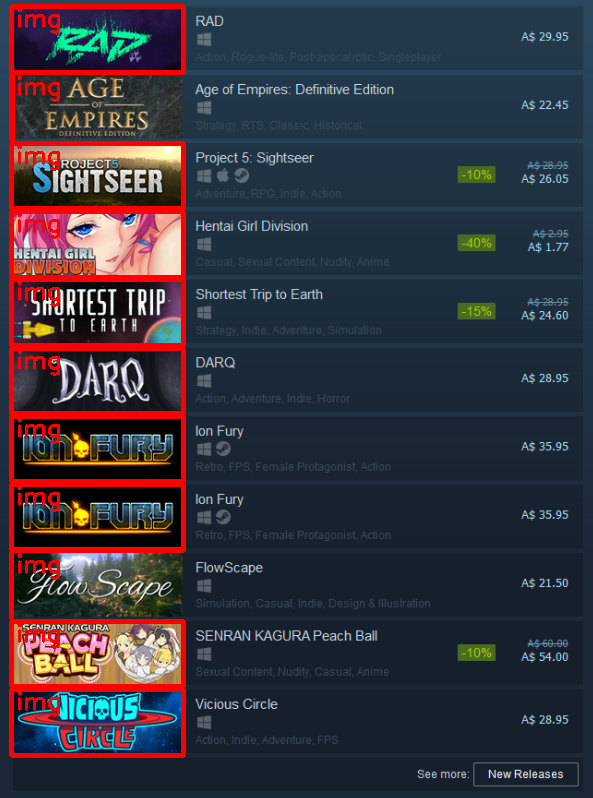 img
RAD
RAD
Action, Rogue-lite, Post-apocalyptic, Singleplayer
A$ 29.95
img
AGE
OF
EMPIRES
DEFINITIVE EDITION
Age of Empires: Definitive Edition
Strategy, RTS, Classic, Historical
A$ 22.45
img
PROJECT 5
SIGHTSEER
Project 5: Sightseer
Adventure, RPG, Indie, Action
-10%
A$ 28.95
A$ 26.05
img
HENTAI GIRL
DIVISION
Hentai Girl Division
Casual, Sexual Content, Nudity, Anime
-40%
A$ 2.95
A$ 1.77
img
SHORTEST TRIP
TO EARTH
Shortest Trip to Earth
Strategy, Indie, Adventure, Simulation
-15%
A$ 28.95
A$ 24.60
img
DARQ
DARQ
Action, Adventure, Indie, Horror
A$ 28.95
img
ION FURY
Ion Fury
Retro, FPS, Female Protagonist, Action
A$ 35.95
img
ION FURY
Ion Fury
Retro, FPS, Female Protagonist, Action
A$ 35.95
img
Flow Scape
FlowScape
Simulation, Casual, Indie, Design & Illustration
A$ 21.50
img
SENRAN KAGURA
PEACH
BALL
SENRAN KAGURA Peach Ball
Sexual Content, Nudity, Casual, Anime
-10%
A$ 60.00
A$ 54.00
img
VICIOUS
CIRCLE
Vicious Circle
Action, Indie, Adventure, FPS
A$ 28.95
See more: New Releases